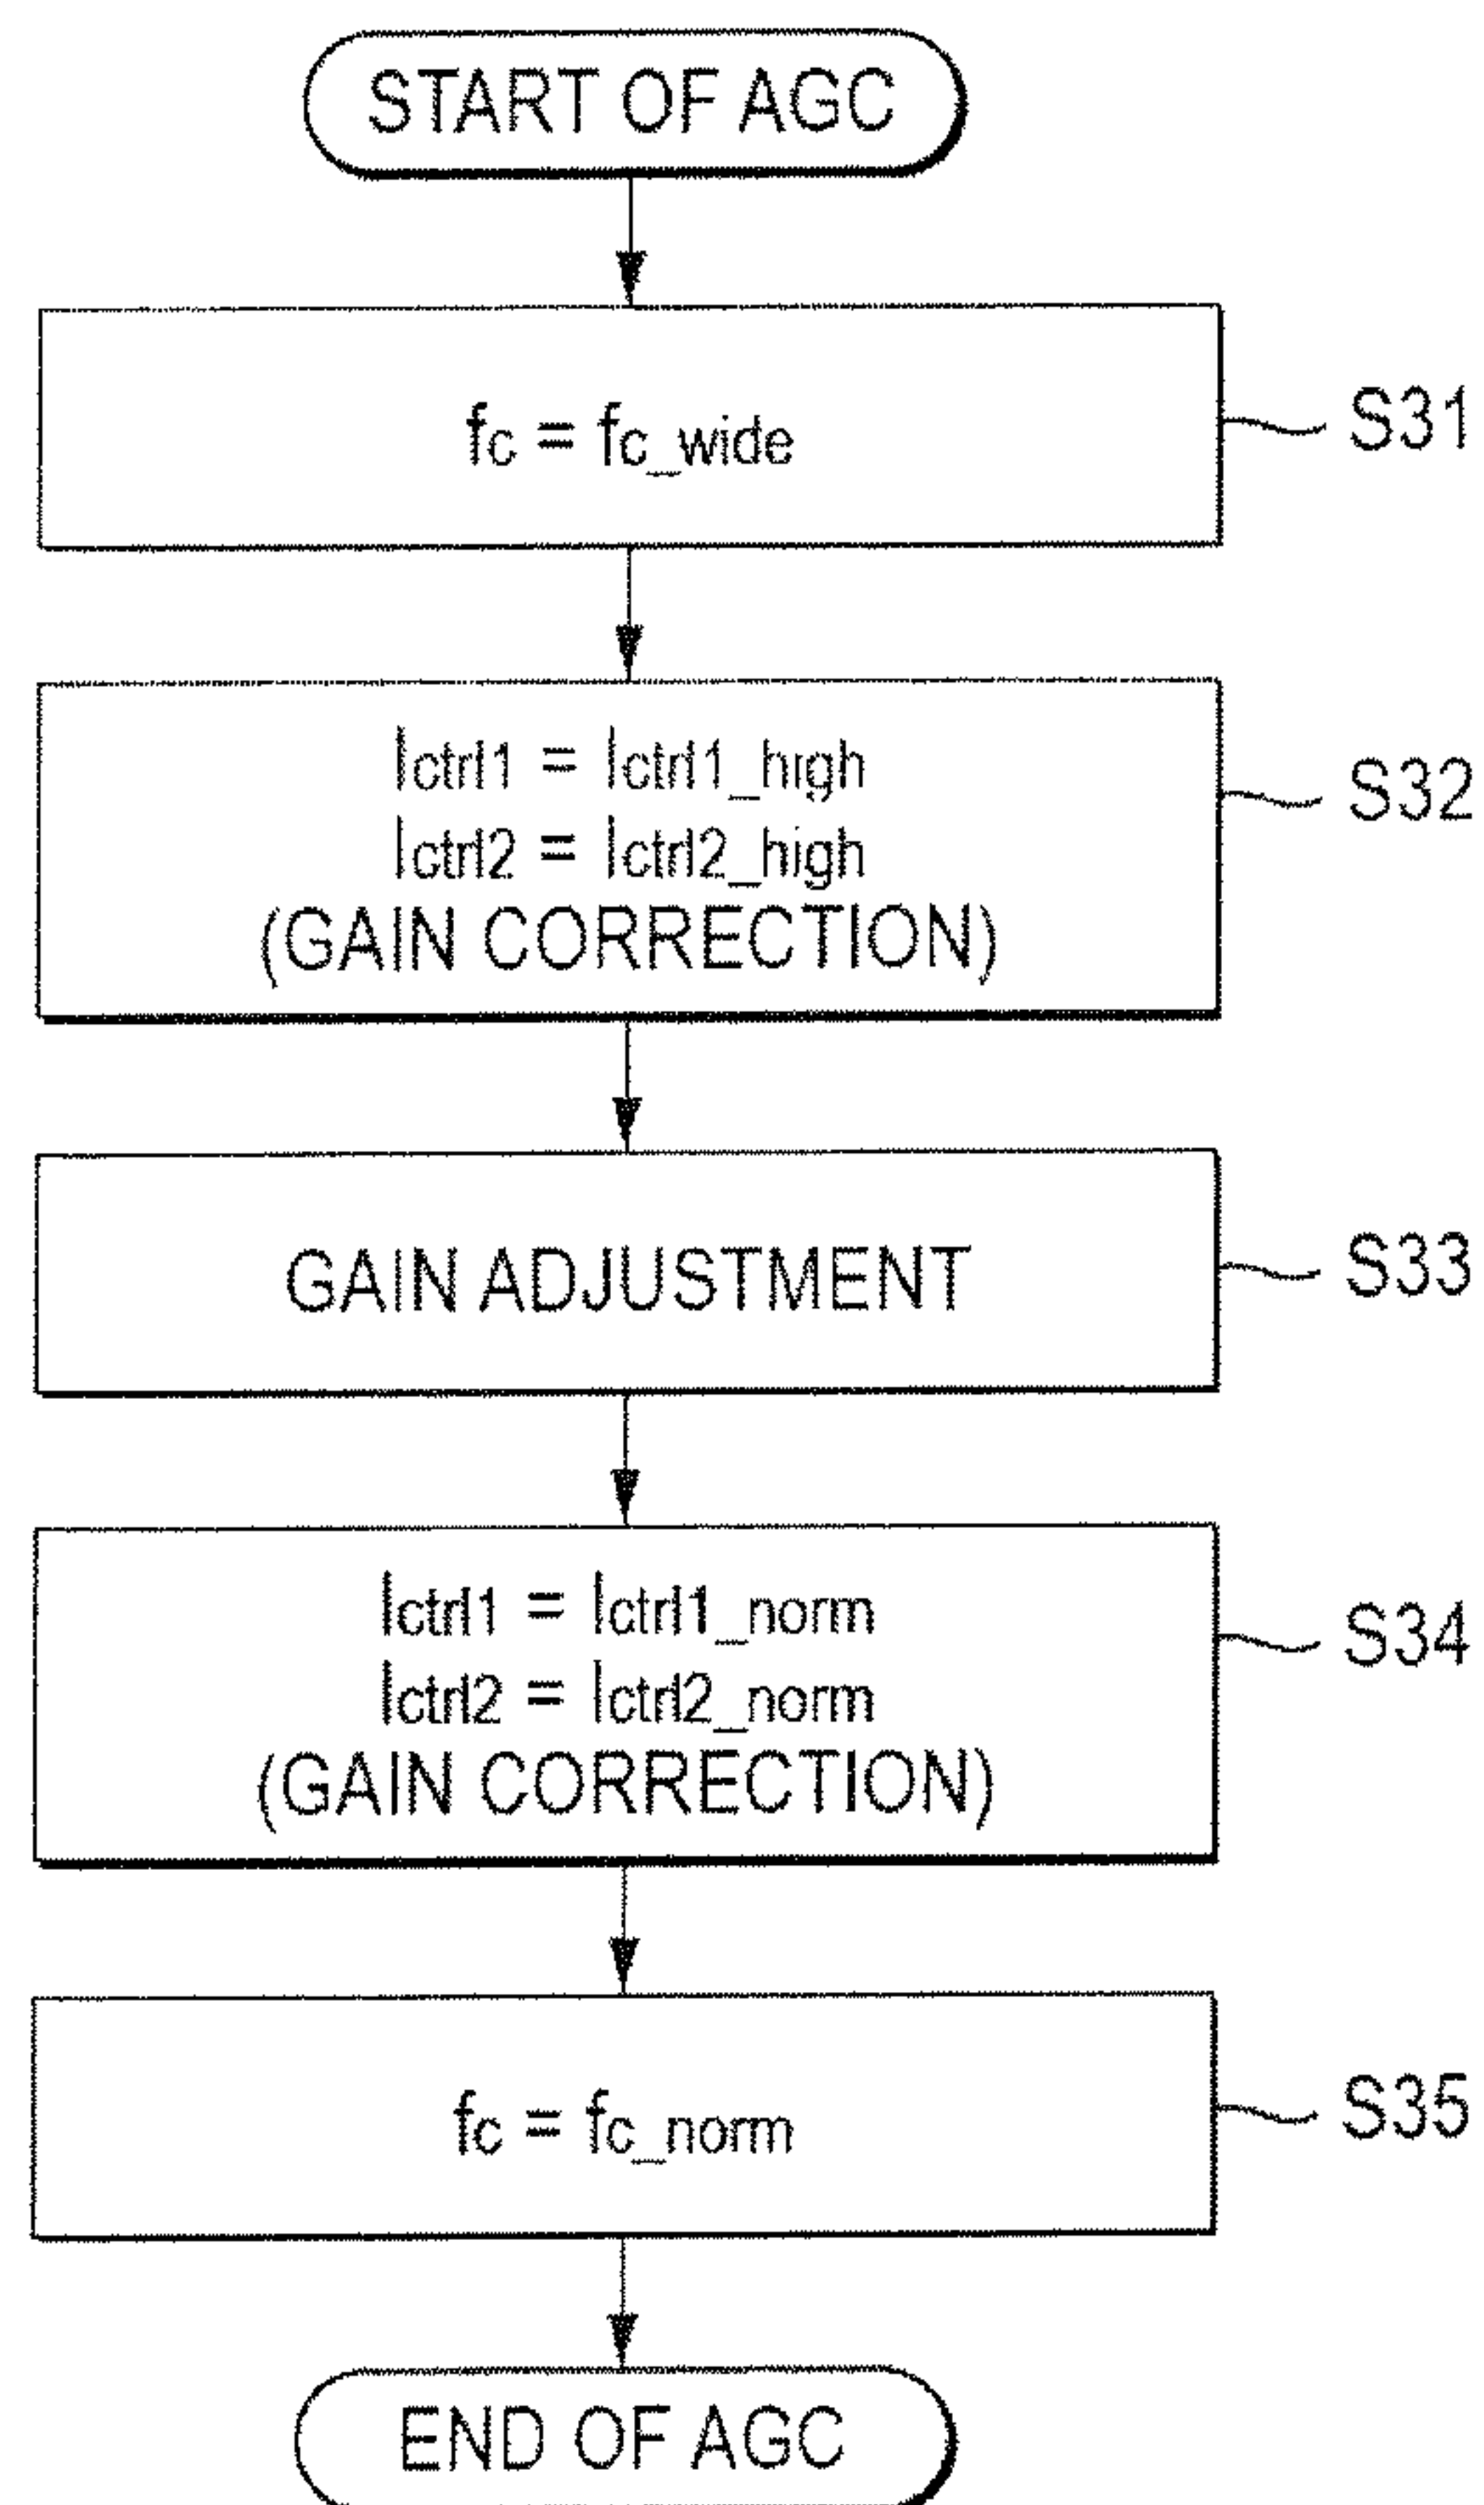 START OF AGC
fc = fc_wide
S31
Ictrl1 = Ictrl1_high
Ictrl2 = Ictrl2_high
(GAIN CORRECTION)
S32
GAIN ADJUSTMENT
S33
Ictrl1 = Ictrl1_norm
Ictrl2 = Ictrl2_norm
(GAIN CORRECTION)
S34
fc = fc_norm
S35
END OF AGC